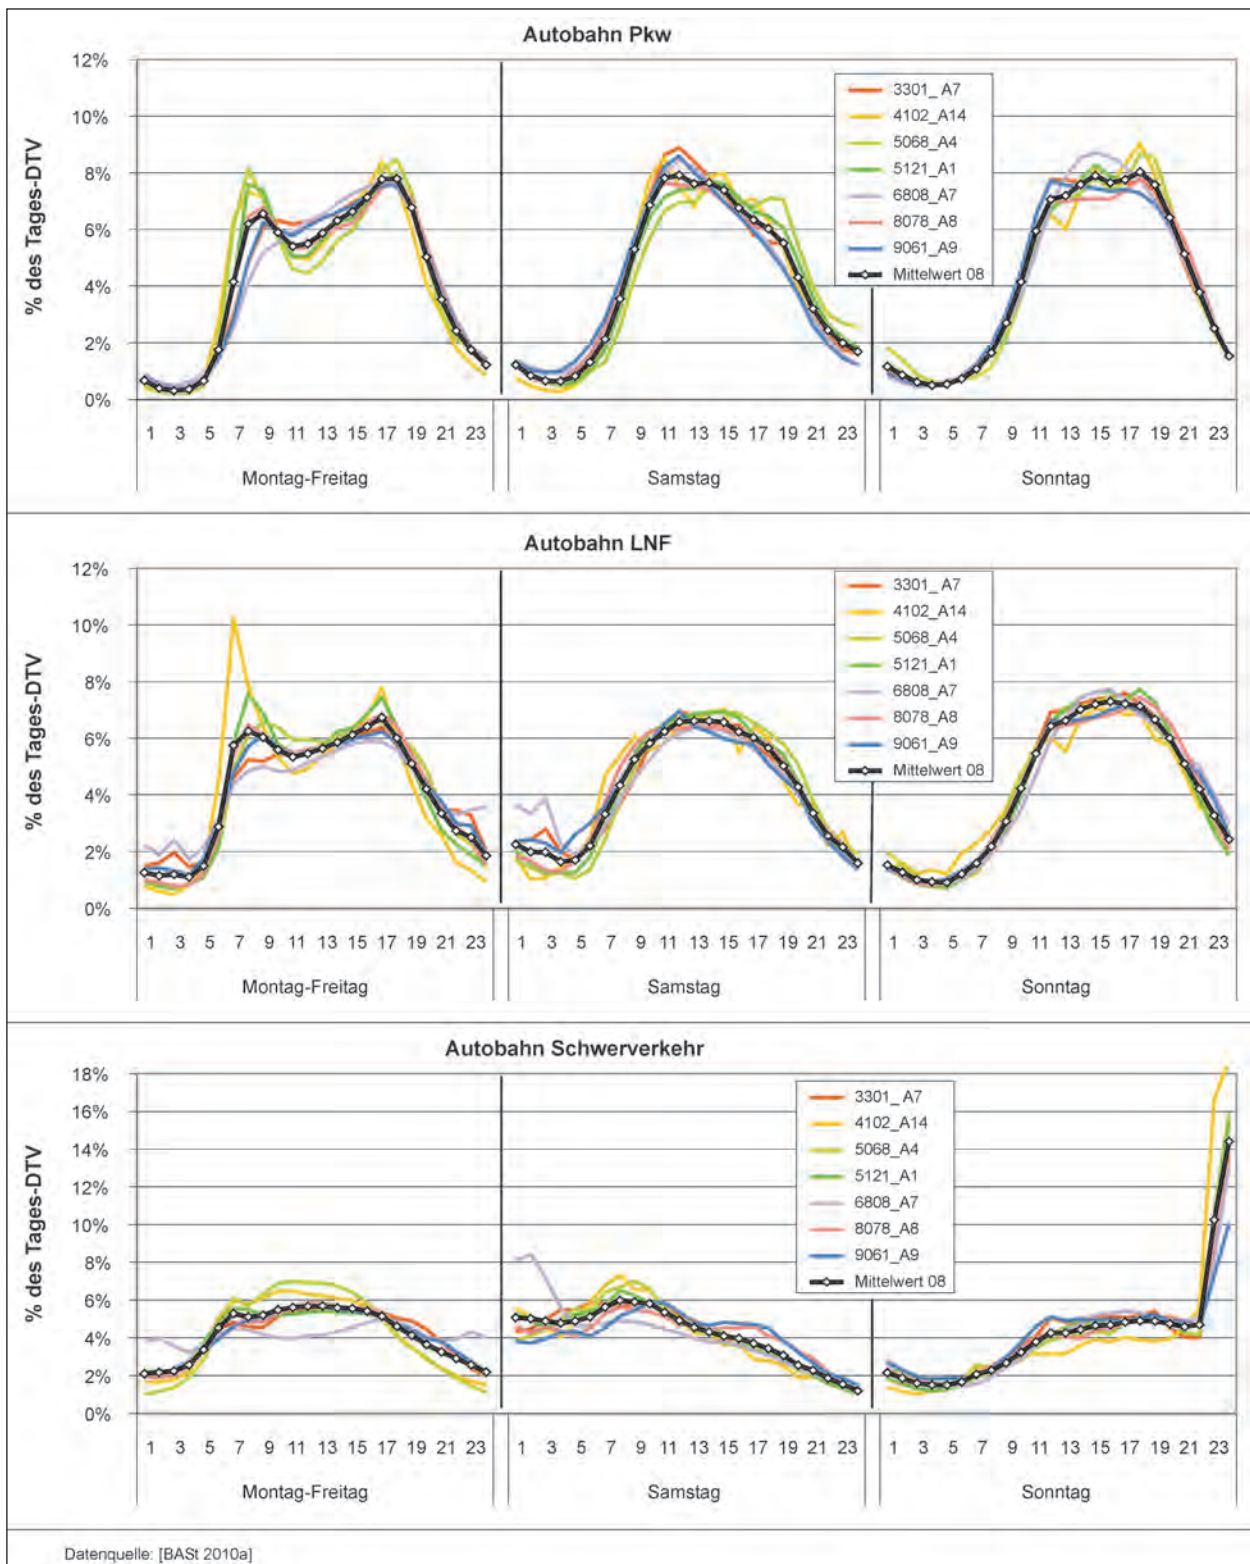 Autobahn Pkw
% des Tages-DTV
12%
10%
8%
6%
4%
2%
0%
3301_ A7
4102_A14
5068_A4
5121_A1
6808_A7
8078_A8
9061_A9
Mittelwert 08
1 3 5 7 9 11 13 15 17 19 21 23
1 3 5 7 9 11 13 15 17 19 21 23
1 3 5 7 9 11 13 15 17 19 21 23
Montag-Freitag
Samstag
Sonntag
Autobahn LNF
% des Tages-DTV
12%
10%
8%
6%
4%
2%
0%
3301_ A7
4102_A14
5068_A4
5121_A1
6808_A7
8078_A8
9061_A9
Mittelwert 08
1 3 5 7 9 11 13 15 17 19 21 23
1 3 5 7 9 11 13 15 17 19 21 23
1 3 5 7 9 11 13 15 17 19 21 23
Montag-Freitag
Samstag
Sonntag
Autobahn Schwerverkehr
% des Tages-DTV
18%
16%
14%
12%
10%
8%
6%
4%
2%
0%
3301_ A7
4102_A14
5068_A4
5121_A1
6808_A7
8078_A8
9061_A9
Mittelwert 08
1 3 5 7 9 11 13 15 17 19 21 23
1 3 5 7 9 11 13 15 17 19 21 23
1 3 5 7 9 11 13 15 17 19 21 23
Montag-Freitag
Samstag
Sonntag
Datenquelle: [BASt 2010a]